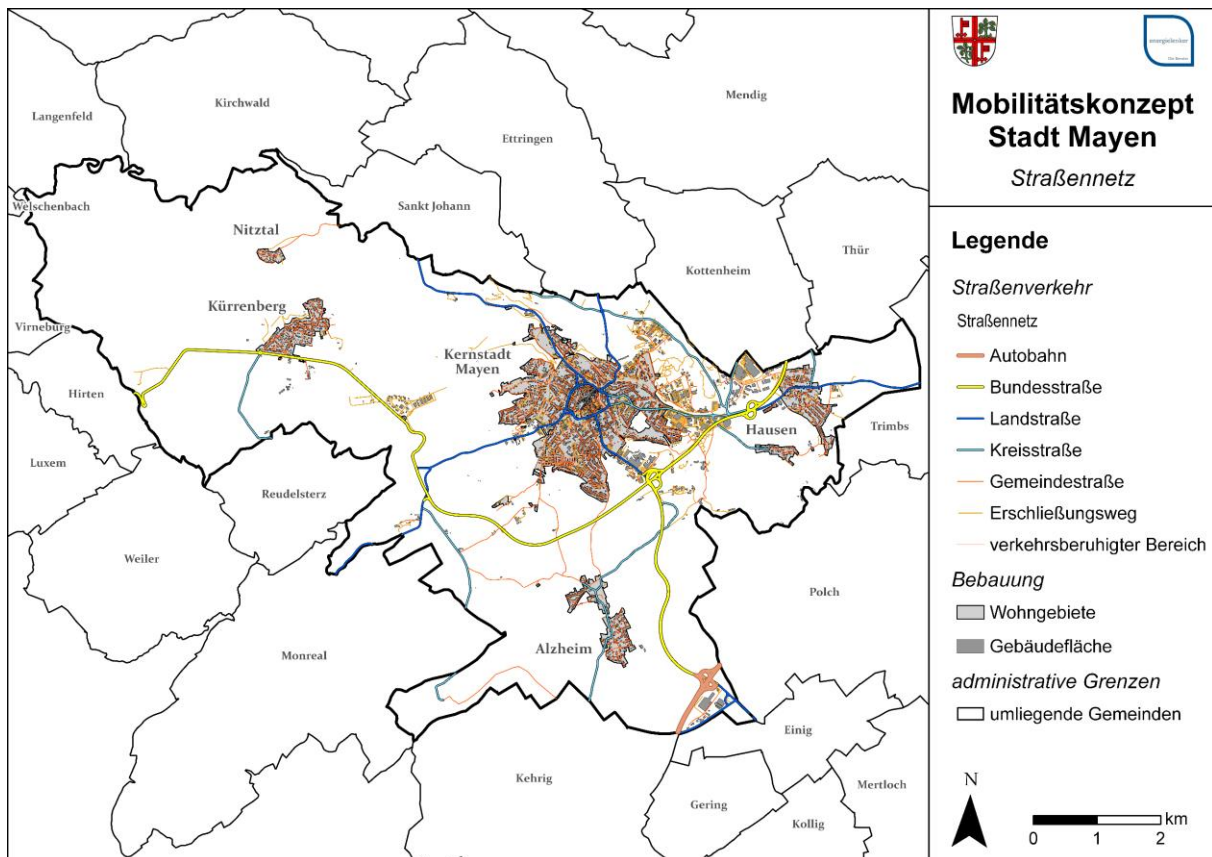 Kirchwald
Mendig
Langenfeld
Ettringen
Welschenbach
Sankt Johann
Nitztal
Thür
Kottenheim
Kürrenberg
Virneburg
Kernstadt
Mayen
Hirten
Hausen
Trimbs
Luxem
Reudelsterz
Weiler
Polch
Monreal
Alzheim
Einig
Kehrig
Mertloch
Gering
Kollig
energielenker
Mobilitätskonzept
Stadt Mayen
Straßennetz
Legende
Straßenverkehr
Straßennetz
Autobahn
Bundesstraße
Landstraße
Kreisstraße
Gemeindestraße
Erschließungsweg
verkehrsberuhigter Bereich
Bebauung
Wohngebiete
Gebäudefläche
administrative Grenzen
umliegende Gemeinden
N
km
0 1 2